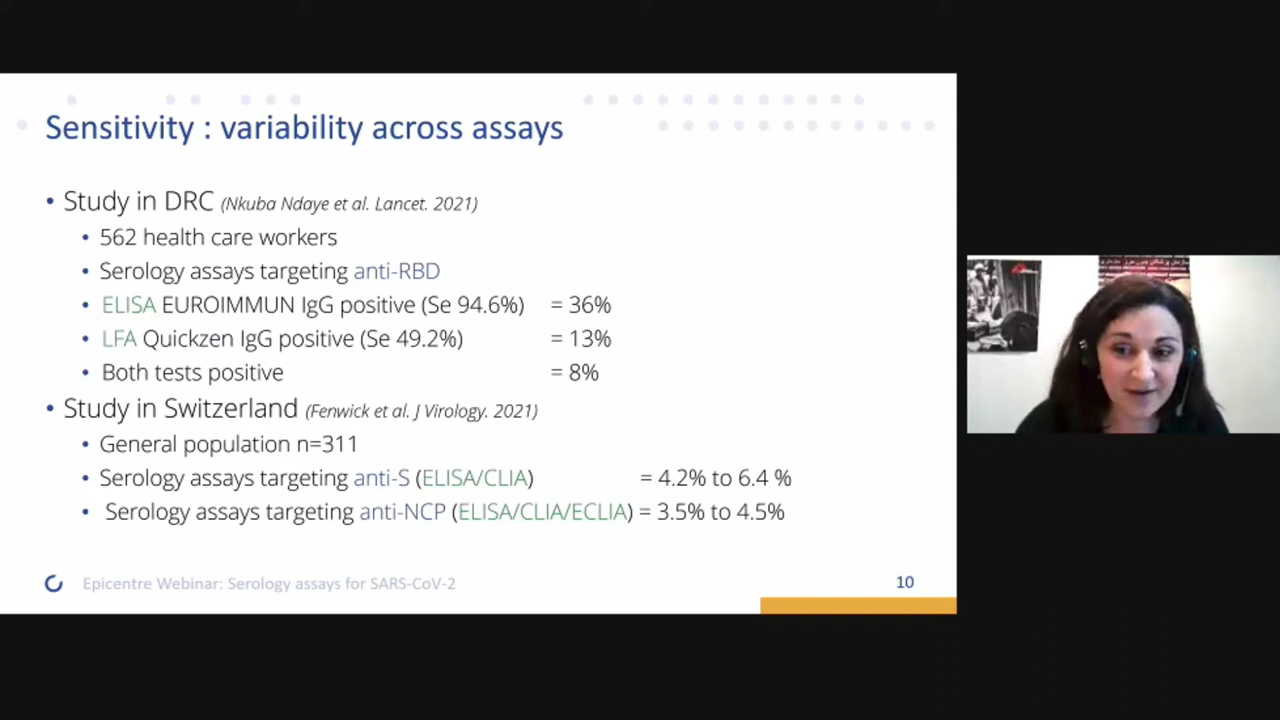 Sensitivity : variability across assays
• Study in DRC (Nkuba Ndaye et al. Lancet. 2021)
• 562 health care workers
• Serology assays targeting anti-RBD
• ELISA EUROIMMUN IgG positive (Se 94.6%) = 36%
• LFA Quickzen IgG positive (Se 49.2%) = 13%
• Both tests positive = 8%
• Study in Switzerland (Fenwick et al. J Virology. 2021)
• General population n=311
• Serology assays targeting anti-S (ELISA/CLIA) = 4.2% to 6.4 %
• Serology assays targeting anti-NCP (ELISA/CLIA/ECLIA) = 3.5% to 4.5%
Epicentre Webinar: Serology assays for SARS-CoV-2
10